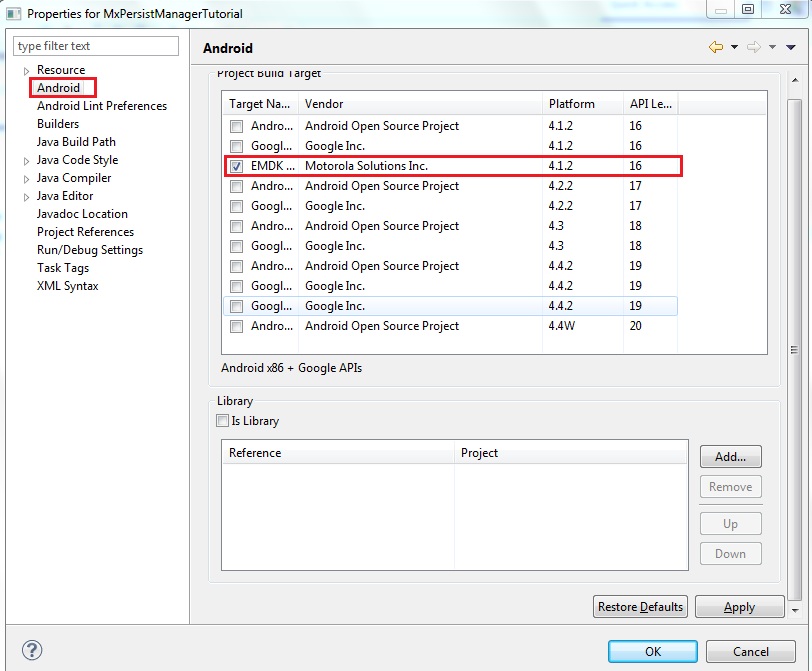 Properties for MxPersistManagerTutorial
type filter text
Resource
Android
Android Lint Preferences
Builders
Java Build Path
Java Code Style
Java Compiler
Java Editor
Javadoc Location
Project References
Run/Debug Settings
Task Tags
XML Syntax
Android
Project Build Target
Target Na... Vendor Platform API Le...
Andro... Android Open Source Project 4.1.2 16
Googl... Google Inc. 4.1.2 16
EMDK ... Motorola Solutions Inc. 4.1.2 16
Andro... Android Open Source Project 4.2.2 17
Googl... Google Inc. 4.2.2 17
Andro... Android Open Source Project 4.3 18
Googl... Google Inc. 4.3 18
Andro... Android Open Source Project 4.4.2 19
Googl... Google Inc. 4.4.2 19
Googl... Google Inc. 4.4.2 19
Andro... Android Open Source Project 4.4W 20
Android x86 + Google APIs
Library
Is Library
Reference Project
Add...
Remove
Up
Down
Restore Defaults Apply
? OK Cancel